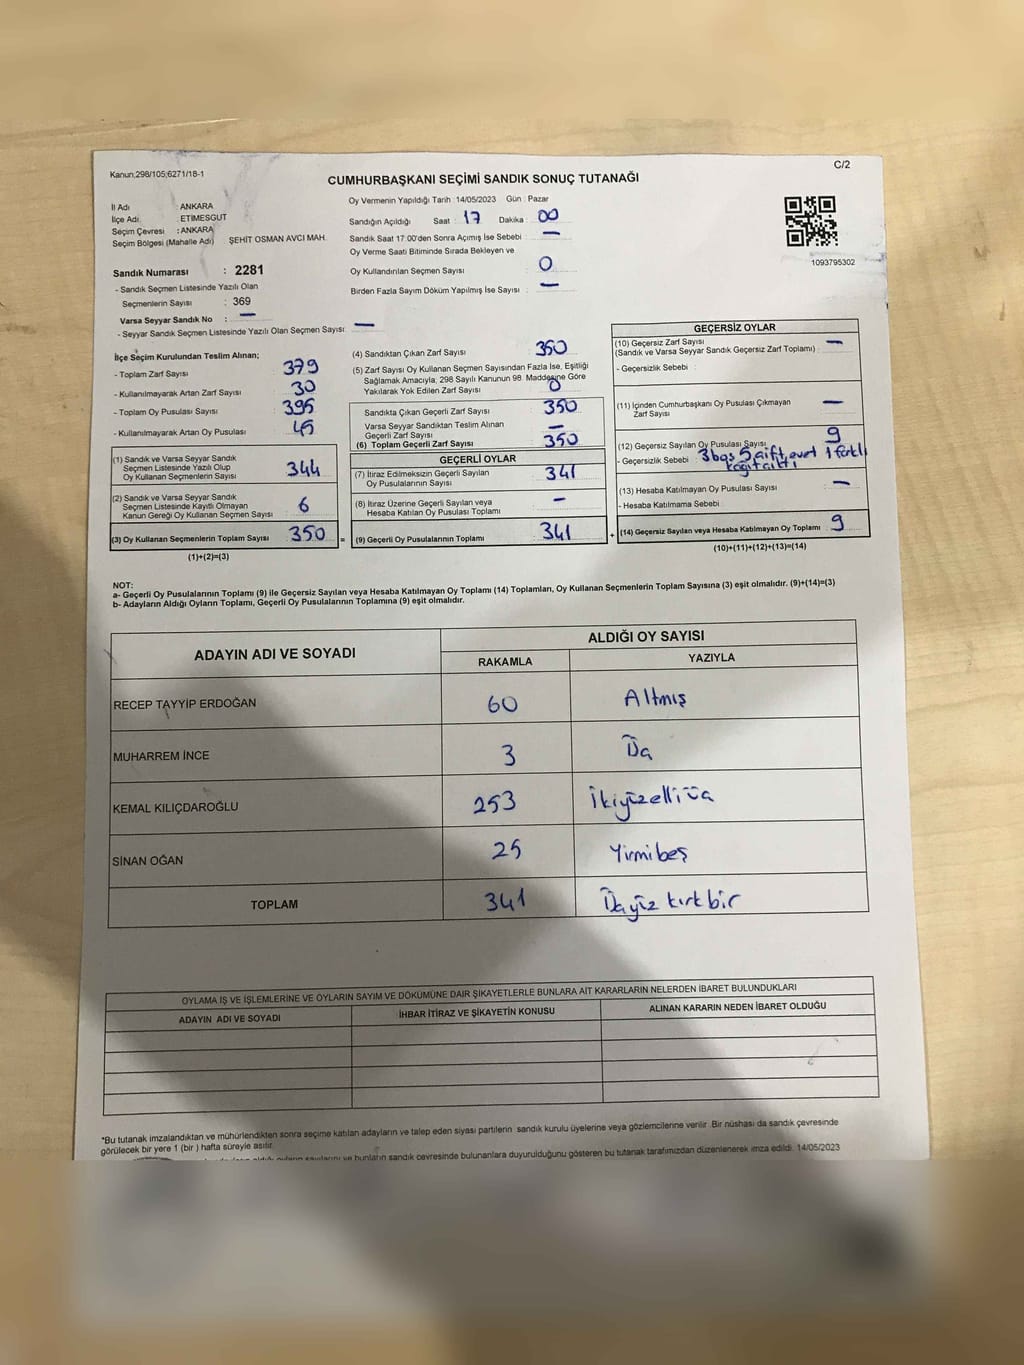 C/2
Kanun;298/105;6271/18-1
CUMHURBAŞKANI SEÇİMİ SANDIK SONUÇ TUTANAĞI
İl Adı : ANKARA
İlçe Adı : ETİMESGUT
Seçim Çevresi : ANKARA
Seçim Bölgesi (Mahalle Adı) ŞEHİT OSMAN AVCI MAH.
Sandık Numarası : 2281
- Sandık Seçmen Listesinde Yazılı Olan
Seçmenlerin Sayısı : 369
Varsa Seyyar Sandık No : —
- Seyyar Sandık Seçmen Listesinde Yazılı Olan Seçmen Sayısı: —
Oy Vermenin Yapıldığı Tarih 14/05/2023 Gün : Pazar
Sandığın Açıldığı Saat : 17 Dakika : 00
Sandık Saat 17:00'den Sonra Açımış İse Sebebi : —
Oy Verme Saati Bitiminde Sırada Bekleyen ve
Oy Kullandırılan Seçmen Sayısı : 0
Birden Fazla Sayım Döküm Yapılmış İse Sayısı : —
1093795302
İlçe Seçim Kurulundan Teslim Alınan;
- Toplam Zarf Sayısı : 379
- Kullanılmayarak Artan Zarf Sayısı : 30
- Toplam Oy Pusulası Sayısı : 395
- Kullanılmayarak Artan Oy Pusulası : 45
(1) Sandık ve Varsa Seyyar Sandık
Seçmen Listesinde Yazılı Olup
Oy Kullanan Seçmenlerin Sayısı : 344
(2) Sandık ve Varsa Seyyar Sandık
Seçmen Listesinde Kayıtlı Olmayan
Kanun Gereği Oy Kullanan Seçmen Sayısı : 6
(3) Oy Kullanan Seçmenlerin Toplam Sayısı : 350 =
(1)+(2)=(3)
(4) Sandıktan Çıkan Zarf Sayısı : 350
(5) Zarf Sayısı Oy Kullanan Seçmen Sayısından Fazla İse, Eşitliği
Sağlamak Amacıyla, 298 Sayılı Kanunun 98. Maddesine Göre
Yakılarak Yok Edilen Zarf Sayısı : 0
Sandıkta Çıkan Geçerli Zarf Sayısı : 350
Varsa Seyyar Sandıktan Teslim Alınan
Geçerli Zarf Sayısı : —
(6) Toplam Geçerli Zarf Sayısı : 350
GEÇERLİ OYLAR
(7) İtiraz Edilmeksizin Geçerli Sayılan
Oy Pusulalarının Sayısı : 341
(8) İtiraz Üzerine Geçerli Sayılan veya
Hesaba Katılan Oy Pusulası Toplamı : —
(9) Geçerli Oy Pusulalarının Toplamı : 341 +
GEÇERSİZ OYLAR
(10) Geçersiz Zarf Sayısı
(Sandık ve Varsa Seyyar Sandık Geçersiz Zarf Toplamı) : —
- Geçersizlik Sebebi :
(11) İçinden Cumhurbaşkanı Oy Pusulası Çıkmayan
Zarf Sayısı : —
(12) Geçersiz Sayılan Oy Pusulası Sayısı : 9
- Geçersizlik Sebebi : 3 boş 5 çift evet 1 farklı
kağıt çıktı
(13) Hesaba Katılmayan Oy Pusulası Sayısı : —
- Hesaba Katılmama Sebebi :
(14) Geçersiz Sayılan veya Hesaba Katılmayan Oy Toplamı : 9
(10)+(11)+(12)+(13)=(14)
NOT:
a- Geçerli Oy Pusulalarının Toplamı (9) ile Geçersiz Sayılan veya Hesaba Katılmayan Oy Toplamı (14) Toplamları, Oy Kullanan Seçmenlerin Toplam Sayısına (3) eşit olmalıdır. (9)+(14)=(3)
b- Adayların Aldığı Oyların Toplamı, Geçerli Oy Pusulalarının Toplamına (9) eşit olmalıdır.
ADAYIN ADI VE SOYADI
ALDIĞI OY SAYISI
RAKAMLA YAZIYLA
RECEP TAYYİP ERDOĞAN 60 Altmış
MUHARREM İNCE 3 Üç
KEMAL KILIÇDAROĞLU 253 İkiyüzelliüç
SİNAN OĞAN 25 Yirmibeş
TOPLAM 341 Üçyüz kırkbir
OYLAMA İŞ VE İŞLEMLERİNE VE OYLARIN SAYIM VE DÖKÜMÜNE DAİR ŞİKAYETLERLE BUNLARA AİT KARARLARIN NELERDEN İBARET BULUNDUKLARI
ADAYIN ADI VE SOYADI İHBAR İTİRAZ VE ŞİKAYETİN KONUSU ALINAN KARARIN NEDEN İBARET OLDUĞU
*Bu tutanak imzalandıktan ve mühürlendikten sonra seçime katılan adayların ve talep eden siyasi partilerin sandık kurulu üyelerine veya gözlemcilerine verilir. Bir nüshası da sandık çevresinde
görülecek bir yere 1 (bir ) hafta süreyle asılır.
oyların sayılarını ve bunların sandık çevresinde bulunanlara duyurulduğunu gösteren bu tutanak tarafımızdan düzenlenerek imza edildi. 14/05/2023